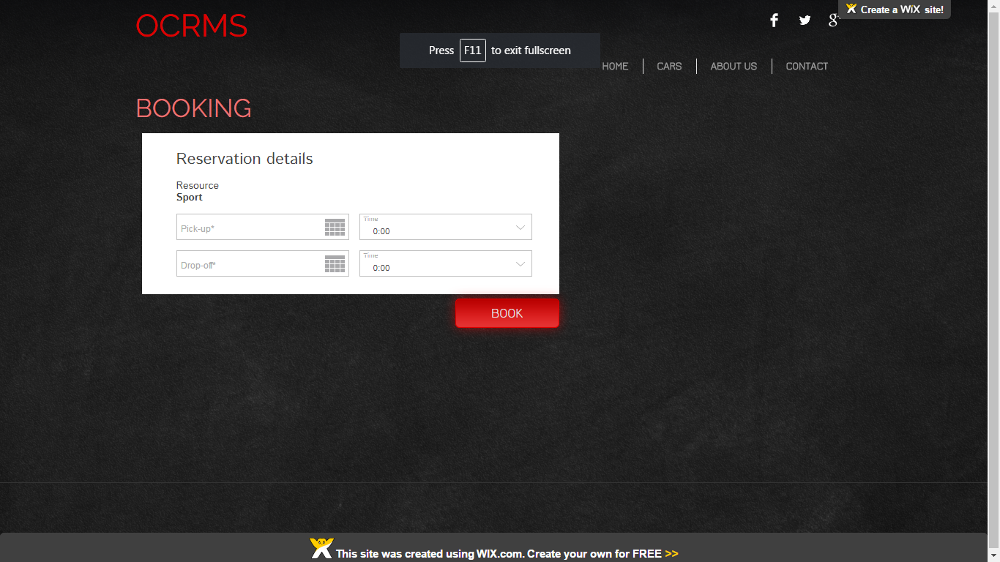 OCRMS
Create a WiX site!
Press F11 to exit fullscreen
HOME CARS ABOUT US CONTACT
BOOKING
Reservation details
Resource
Sport
Pick-up*
Time
0:00
Drop-off*
Time
0:00
BOOK
This site was created using WIX.com. Create your own for FREE >>